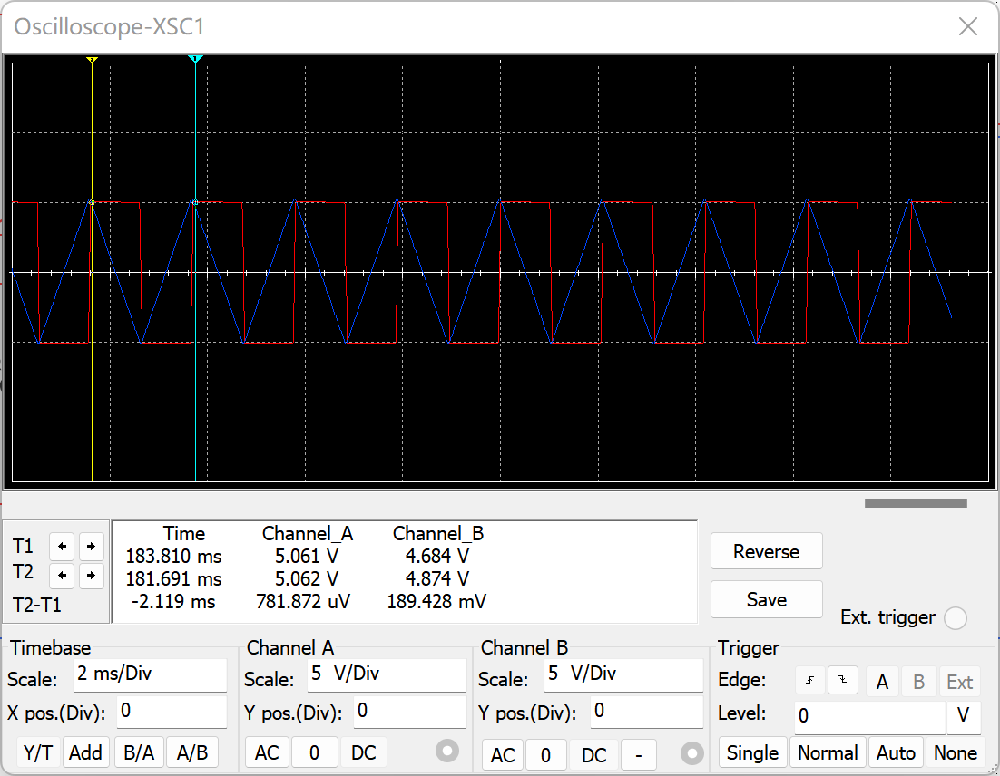 Oscilloscope-XSC1
2 1
Time Channel_A Channel_B
T1 183.810 ms 5.061 V 4.684 V
T2 181.691 ms 5.062 V 4.874 V
T2-T1 -2.119 ms 781.872 uV 189.428 mV
Reverse
Save
Ext. trigger
Timebase Channel A Channel B Trigger
Scale: 2 ms/Div Scale: 5 V/Div Scale: 5 V/Div Edge: A B Ext
X pos.(Div): 0 Y pos.(Div): 0 Y pos.(Div): 0 Level: 0 V
Y/T Add B/A A/B AC 0 DC AC 0 DC - Single Normal Auto None